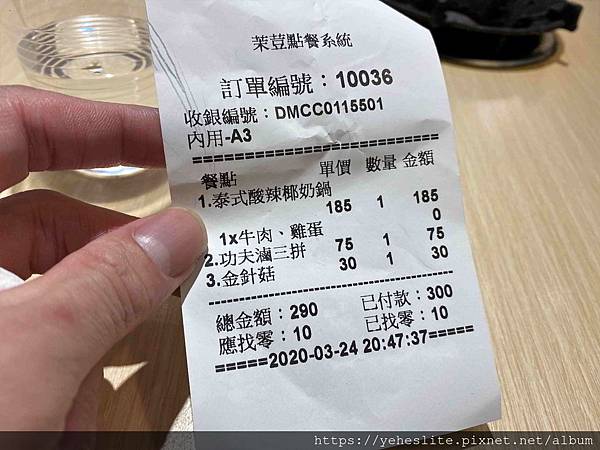 茉荳點餐系統
訂單編號：10036
收銀編號：DMCC0115501
內用-A3
==============================
餐點 單價 數量 金額
1.泰式酸辣椰奶鍋
185 1 185
0
1x牛肉、雞蛋
2.功夫滷三拼 75 1 75
3.金針菇 30 1 30
------------------------------
總金額：290 已付款：300
應找零：10 已找零：10
=====2020-03-24 20:47:37=====
https://yeheslite.pixnet.net/album